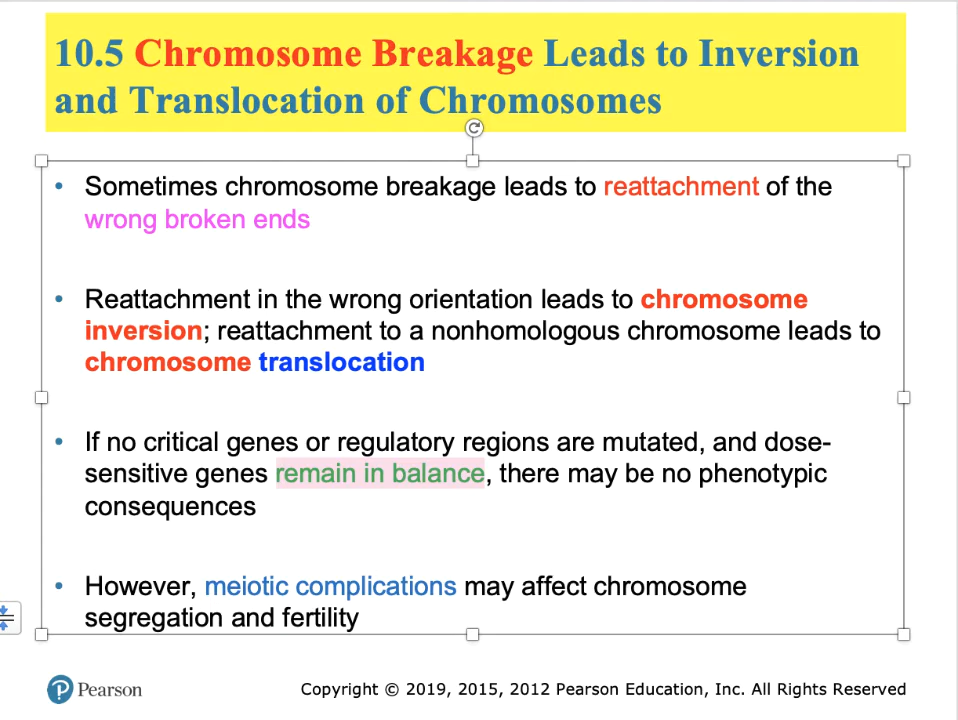 10.5 Chromosome Breakage Leads to Inversion
and Translocation of Chromosomes
• Sometimes chromosome breakage leads to reattachment of the
wrong broken ends
• Reattachment in the wrong orientation leads to chromosome
inversion; reattachment to a nonhomologous chromosome leads to
chromosome translocation
• If no critical genes or regulatory regions are mutated, and dose-
sensitive genes remain in balance, there may be no phenotypic
consequences
• However, meiotic complications may affect chromosome
segregation and fertility
P Pearson
Copyright © 2019, 2015, 2012 Pearson Education, Inc. All Rights Reserved